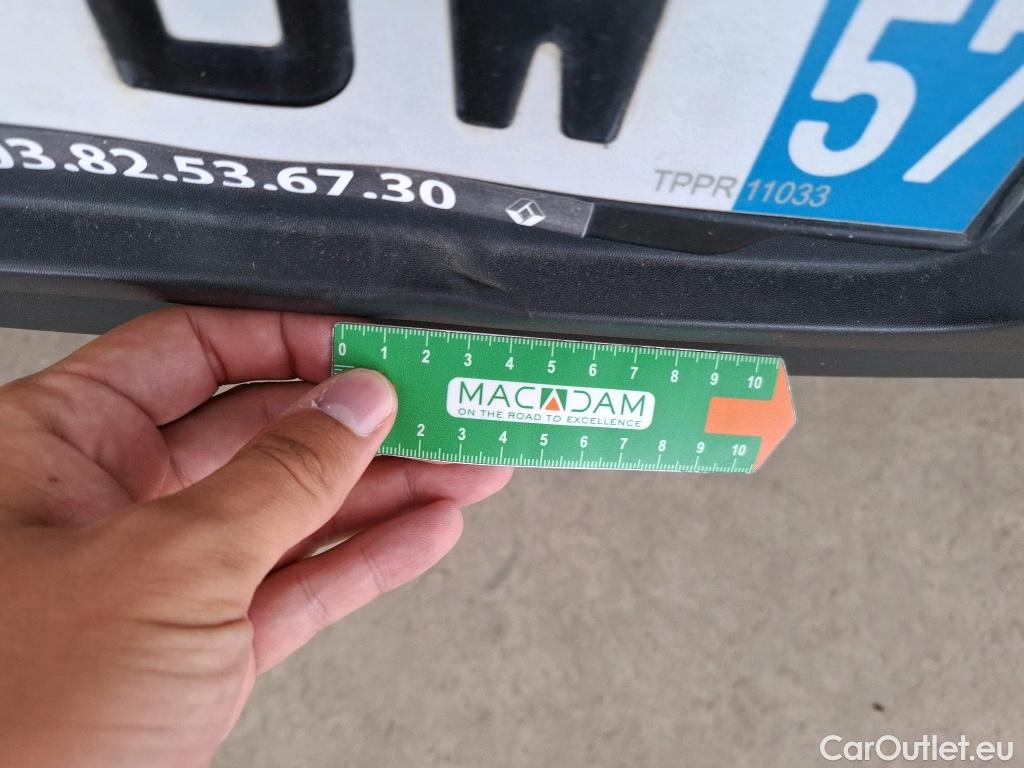 57
TPPR 11033
03.82.53.67.30
0 1 2 3 4 5 6 7 8 9 10
MACADAM
ON THE ROAD TO EXCELLENCE
2 3 4 5 6 7 8 9 10
CarOutlet.eu